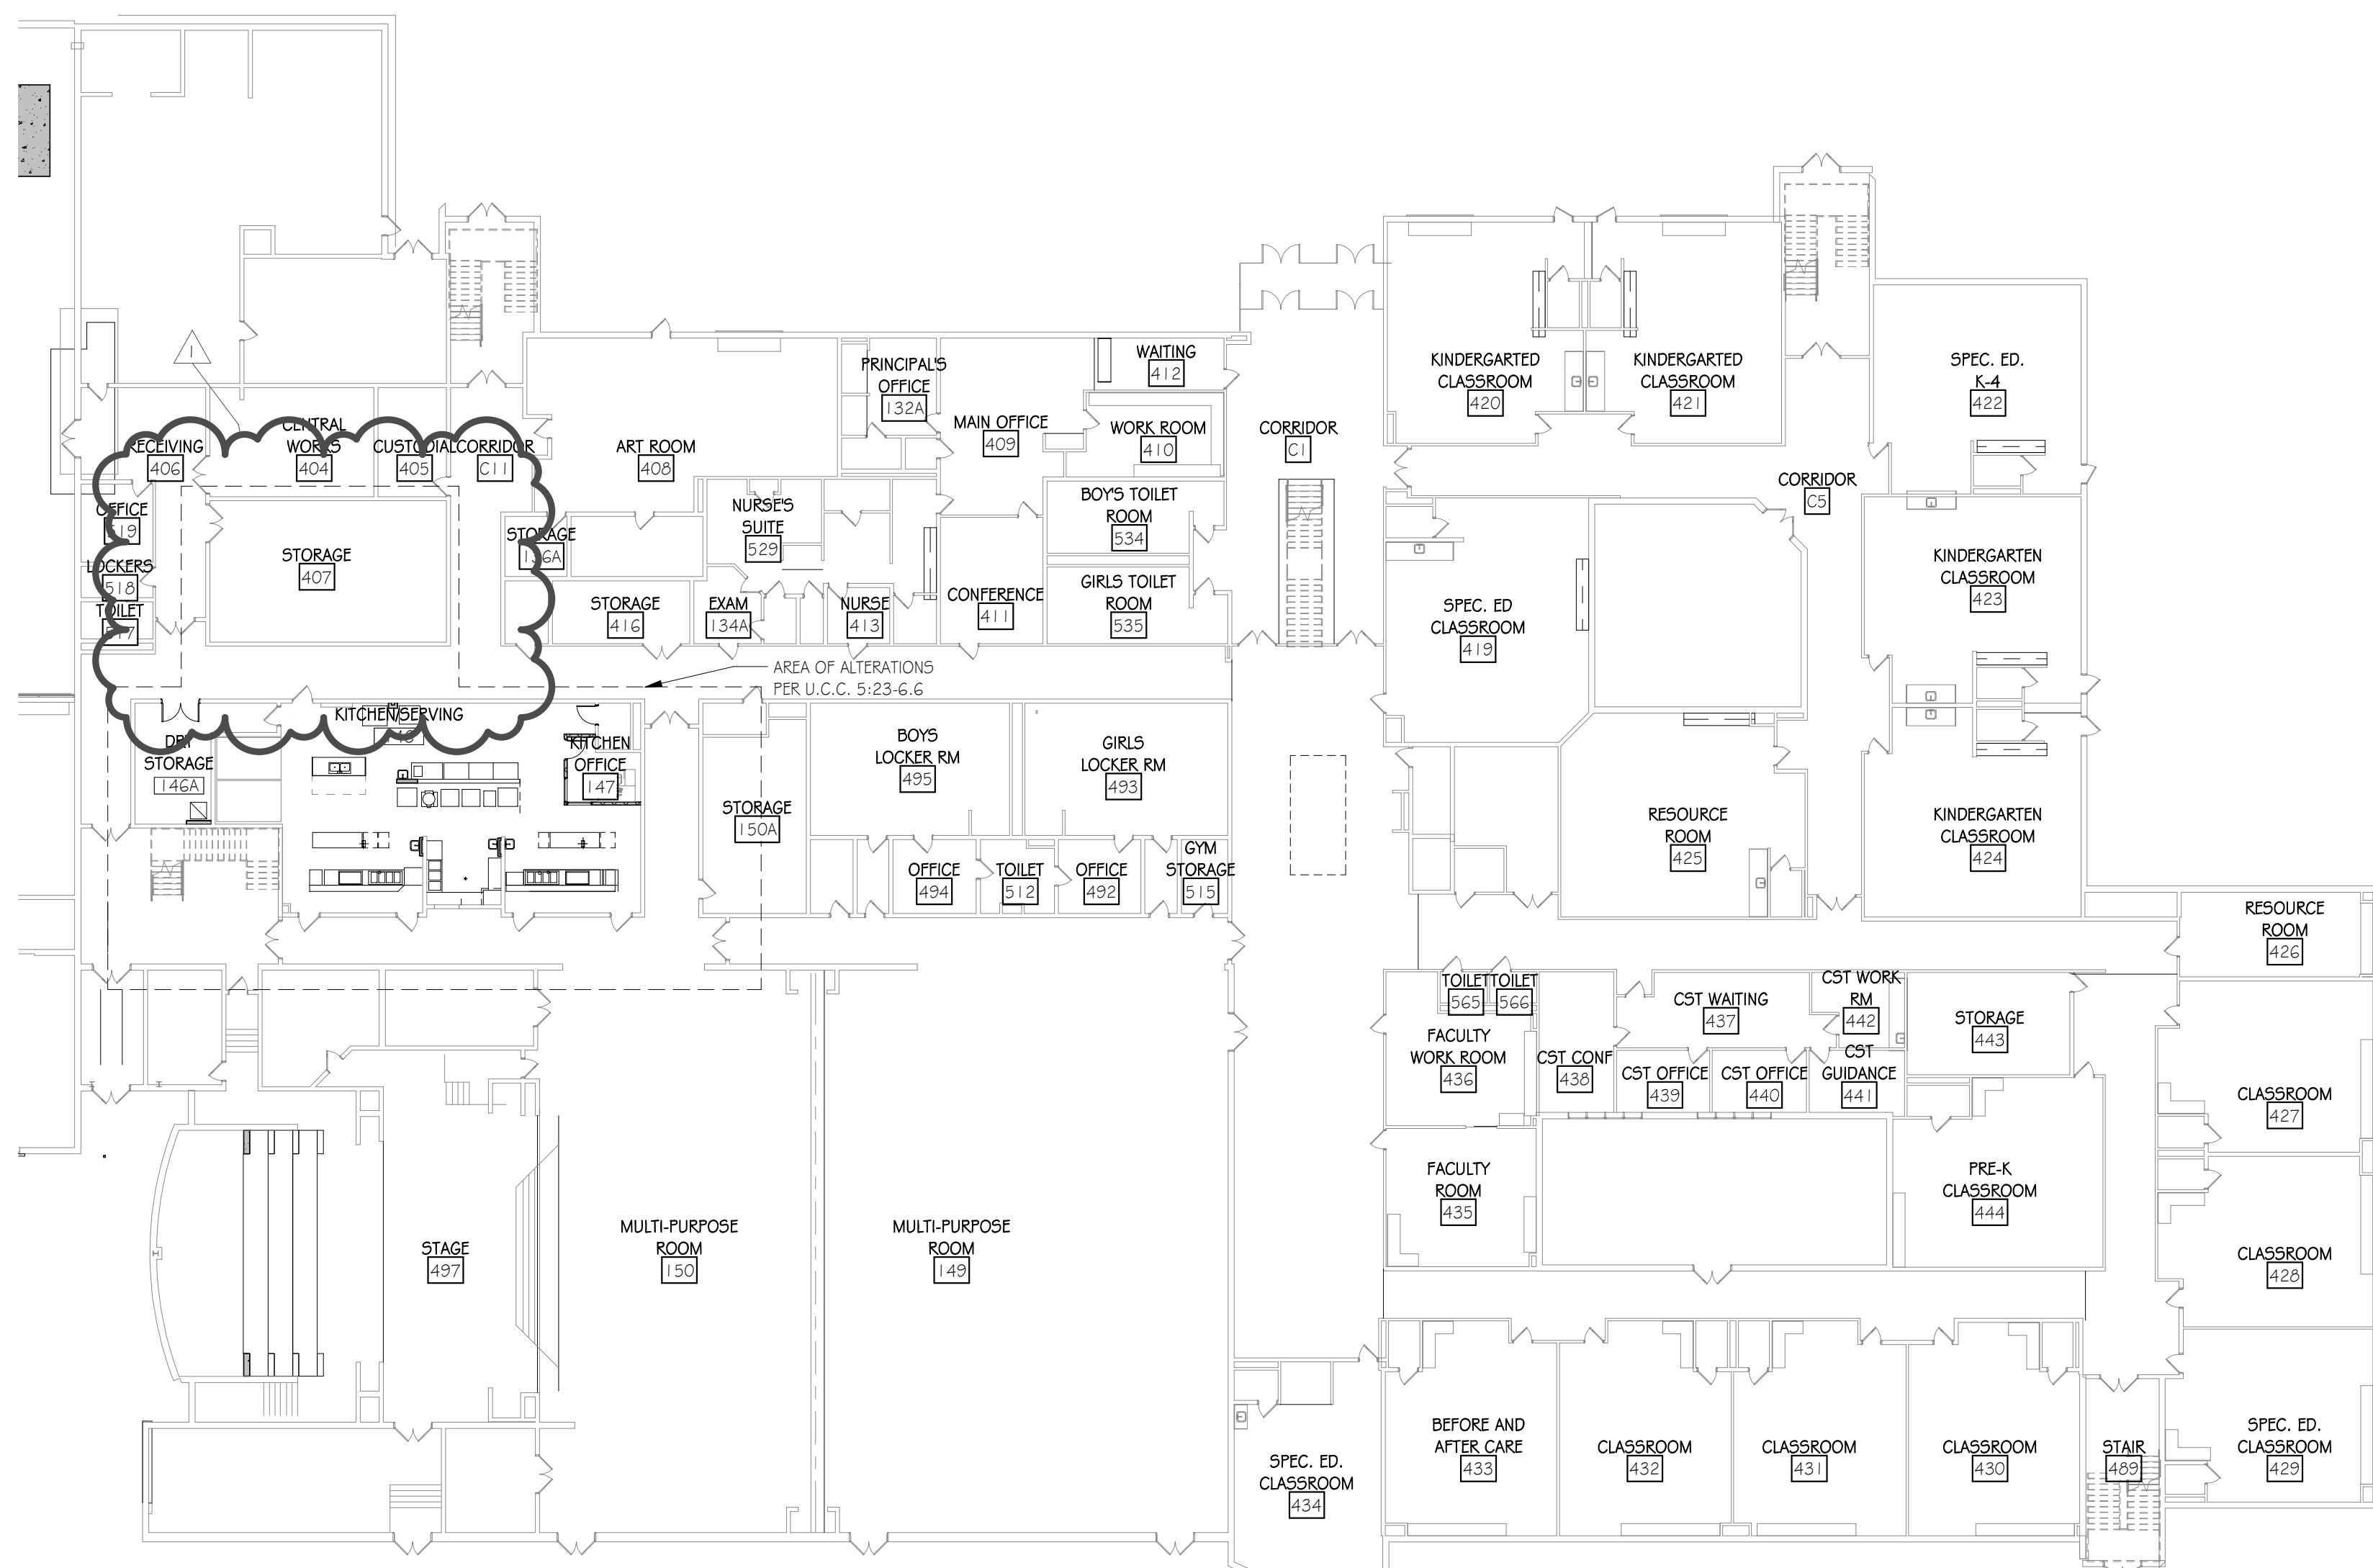 1
RECEIVING
406
CENTRAL
WORKS
404
CUSTODIAL
405
CORRIDOR
C11
OFFICE
519
LOCKERS
518
TOILET
517
STORAGE
407
STORAGE
136A
ART ROOM
408
PRINCIPAL'S
OFFICE
132A
MAIN OFFICE
409
WAITING
412
WORK ROOM
410
NURSE'S
SUITE
529
BOY'S TOILET
ROOM
534
GIRLS TOILET
ROOM
535
CONFERENCE
411
STORAGE
416
EXAM
134A
NURSE
413
CORRIDOR
C1
AREA OF ALTERATIONS
PER U.C.C. 5:23-6.6
KINDERGARTED
CLASSROOM
420
KINDERGARTED
CLASSROOM
421
SPEC. ED.
K-4
422
CORRIDOR
C5
KINDERGARTEN
CLASSROOM
423
SPEC. ED
CLASSROOM
419
KITCHEN/SERVING
DRY
STORAGE
146A
KITCHEN
OFFICE
147
STORAGE
150A
BOYS
LOCKER RM
495
GIRLS
LOCKER RM
493
OFFICE
494
TOILET
512
OFFICE
492
GYM
STORAGE
515
RESOURCE
ROOM
425
KINDERGARTEN
CLASSROOM
424
RESOURCE
ROOM
426
TOILET
565
TOILET
566
FACULTY
WORK ROOM
436
CST CONF
438
CST WAITING
437
CST WORK
RM
442
CST OFFICE
439
CST OFFICE
440
CST
GUIDANCE
441
STORAGE
443
CLASSROOM
427
FACULTY
ROOM
435
PRE-K
CLASSROOM
444
CLASSROOM
428
STAGE
497
MULTI-PURPOSE
ROOM
150
MULTI-PURPOSE
ROOM
149
SPEC. ED.
CLASSROOM
434
BEFORE AND
AFTER CARE
433
CLASSROOM
432
CLASSROOM
431
CLASSROOM
430
STAIR
489
SPEC. ED.
CLASSROOM
429